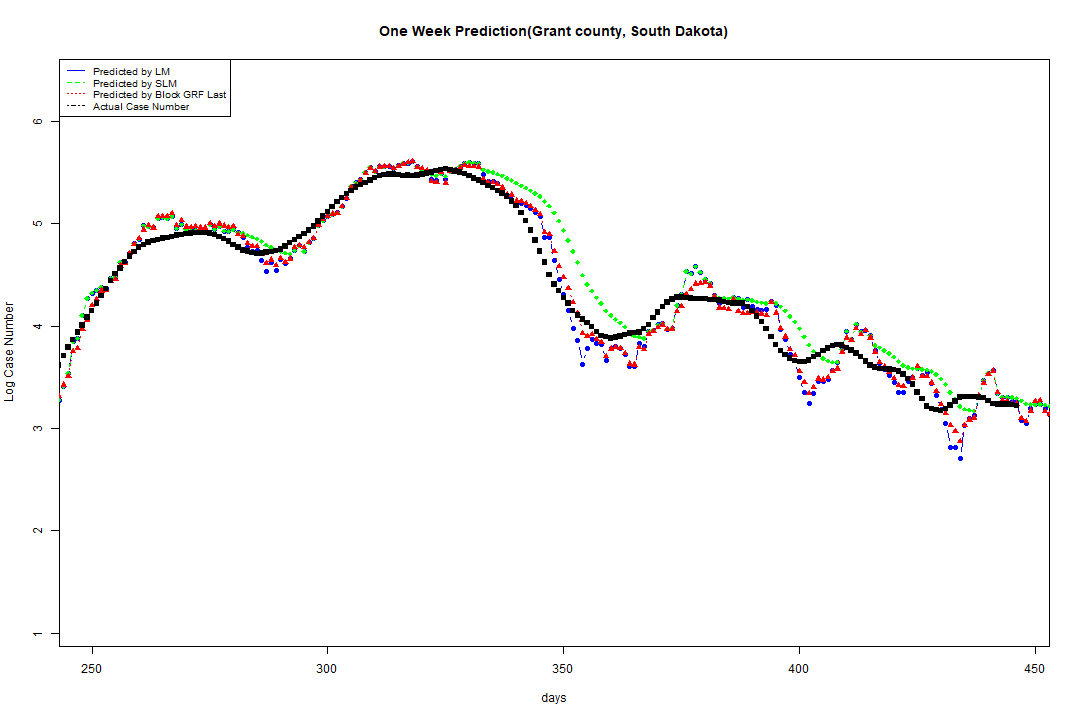 One Week Prediction(Grant county, South Dakota)
Predicted by LM
Predicted by SLM
Predicted by Block GRF Last
Actual Case Number
Log Case Number
6
5
4
3
2
1
250 300 350 400 450
days